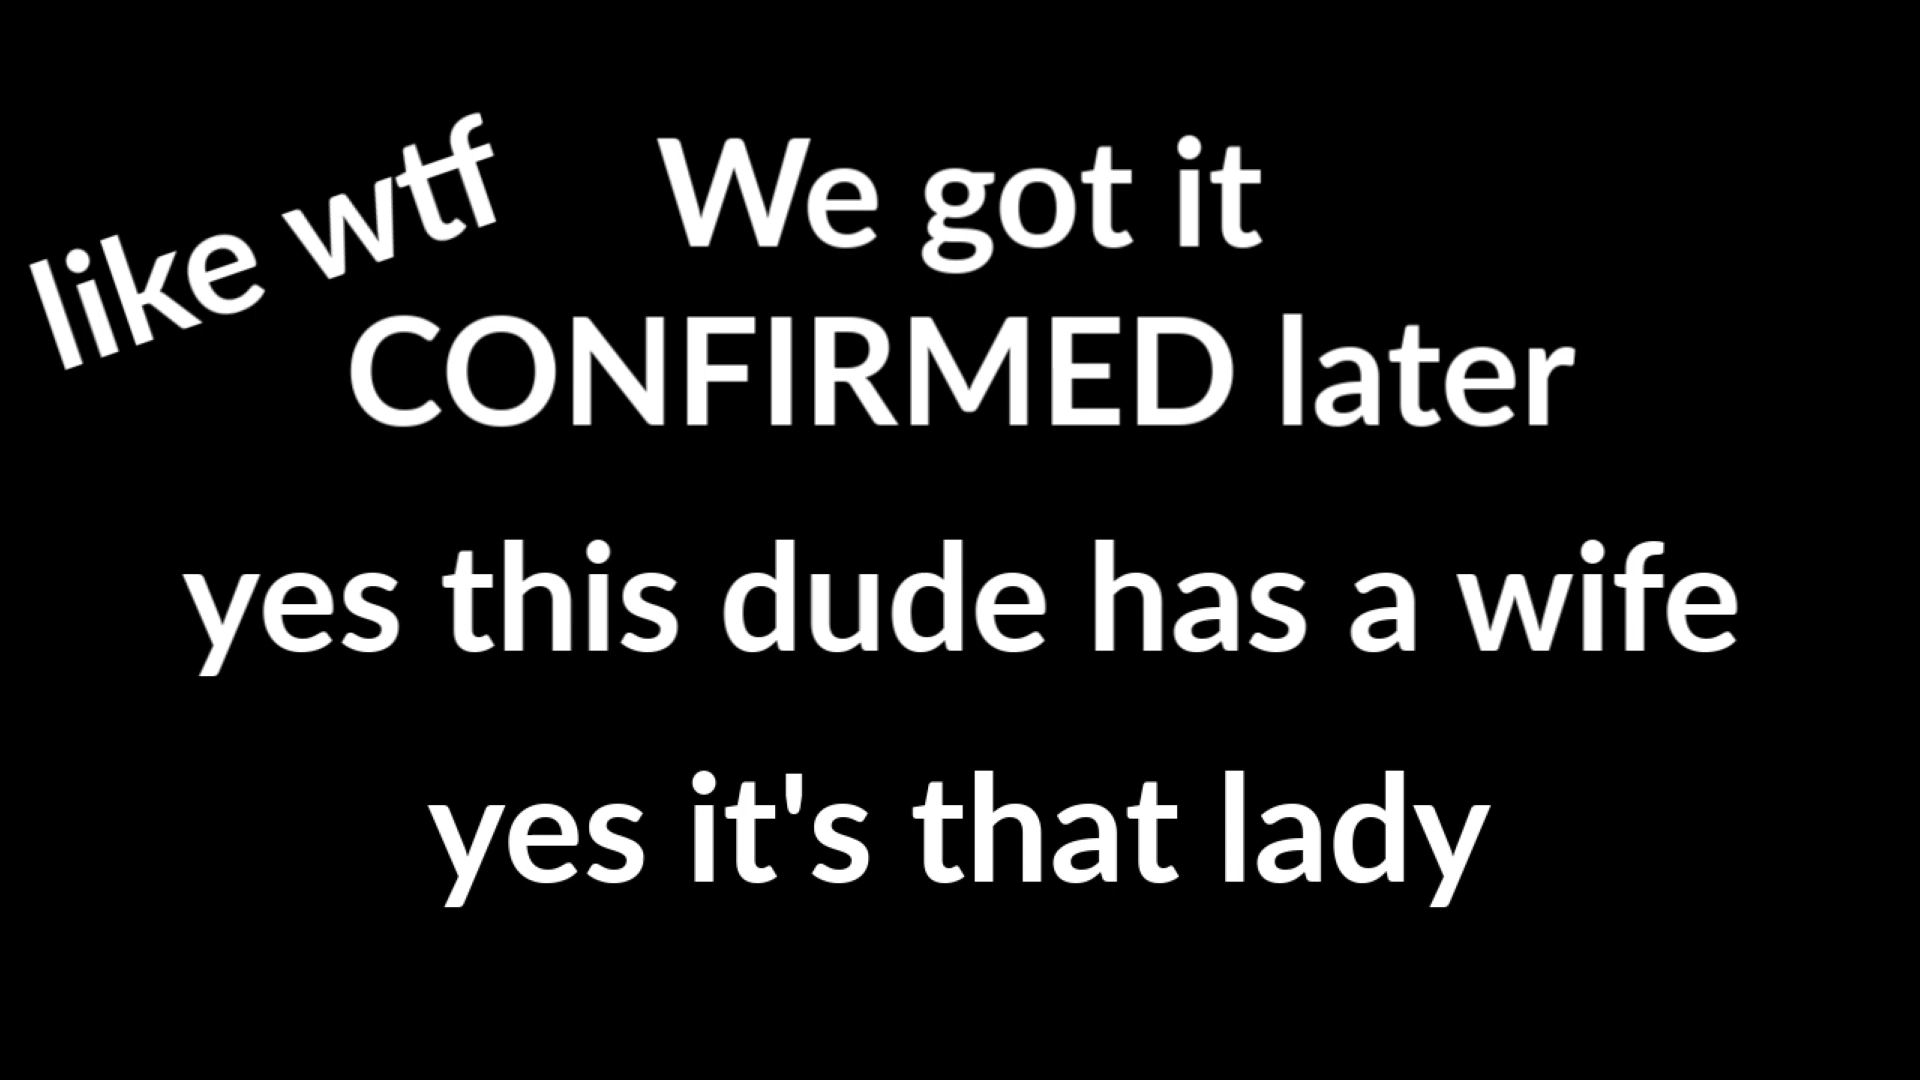 like wtf
We got it
CONFIRMED later
yes this dude has a wife
yes it's that lady